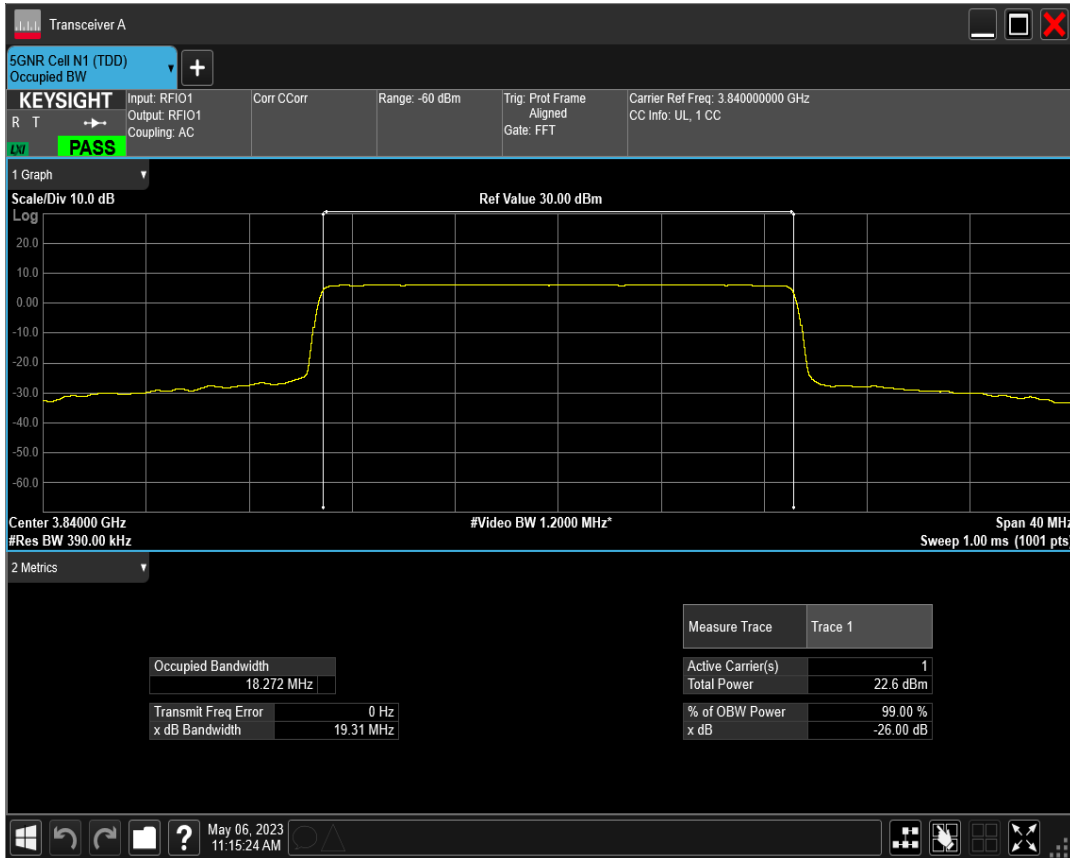 Transceiver A
5GNR Cell N1 (TDD)
Occupied BW
+
KEYSIGHT
R T
LXI
PASS
Input: RFIO1
Output: RFIO1
Coupling: AC
Corr CCorr
Range: -60 dBm
Trig: Prot Frame
Aligned
Gate: FFT
Carrier Ref Freq: 3.840000000 GHz
CC Info: UL, 1 CC
1 Graph
Scale/Div 10.0 dB
Ref Value 30.00 dBm
Log
20.0
10.0
0.00
-10.0
-20.0
-30.0
-40.0
-50.0
-60.0
Center 3.84000 GHz
#Video BW 1.2000 MHz*
Span 40 MHz
#Res BW 390.00 kHz
Sweep 1.00 ms (1001 pts)
2 Metrics
Measure Trace Trace 1
Occupied Bandwidth
18.272 MHz
Active Carrier(s) 1
Total Power 22.6 dBm
Transmit Freq Error 0 Hz
x dB Bandwidth 19.31 MHz
% of OBW Power 99.00 %
x dB -26.00 dB
?
May 06, 2023
11:15:24 AM